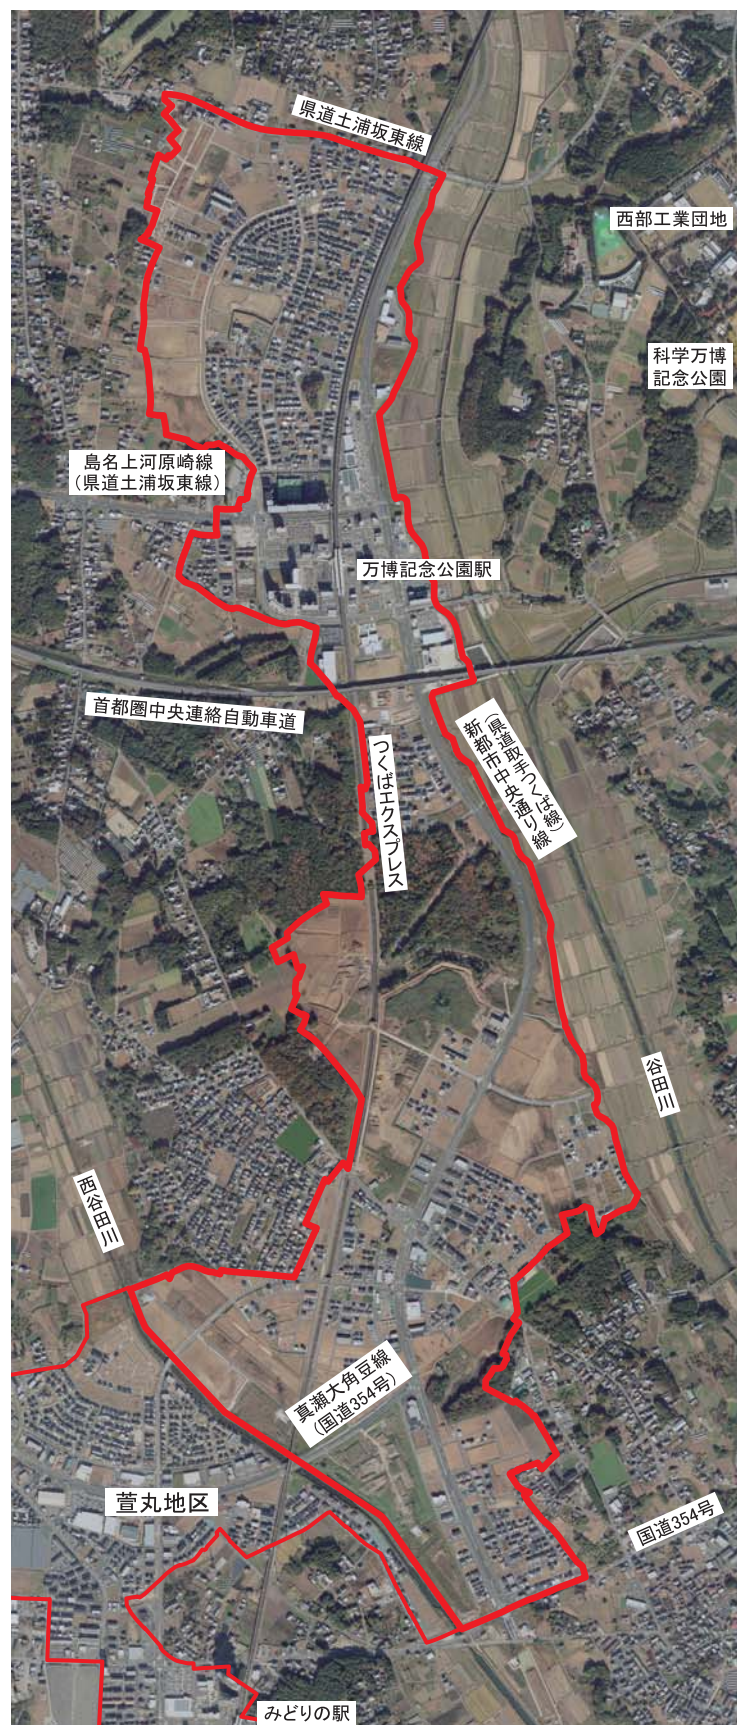 県道土浦坂東線
西部工業団地
科学万博
記念公園
島名上河原崎線
（県道土浦坂東線）
万博記念公園駅
首都圏中央連絡自動車道
新都市中央通り線
（県道取手つくば線）
つくばエクスプレス
谷田川
西谷田川
真瀬大角豆線
（国道354号）
萱丸地区
国道354号
みどりの駅